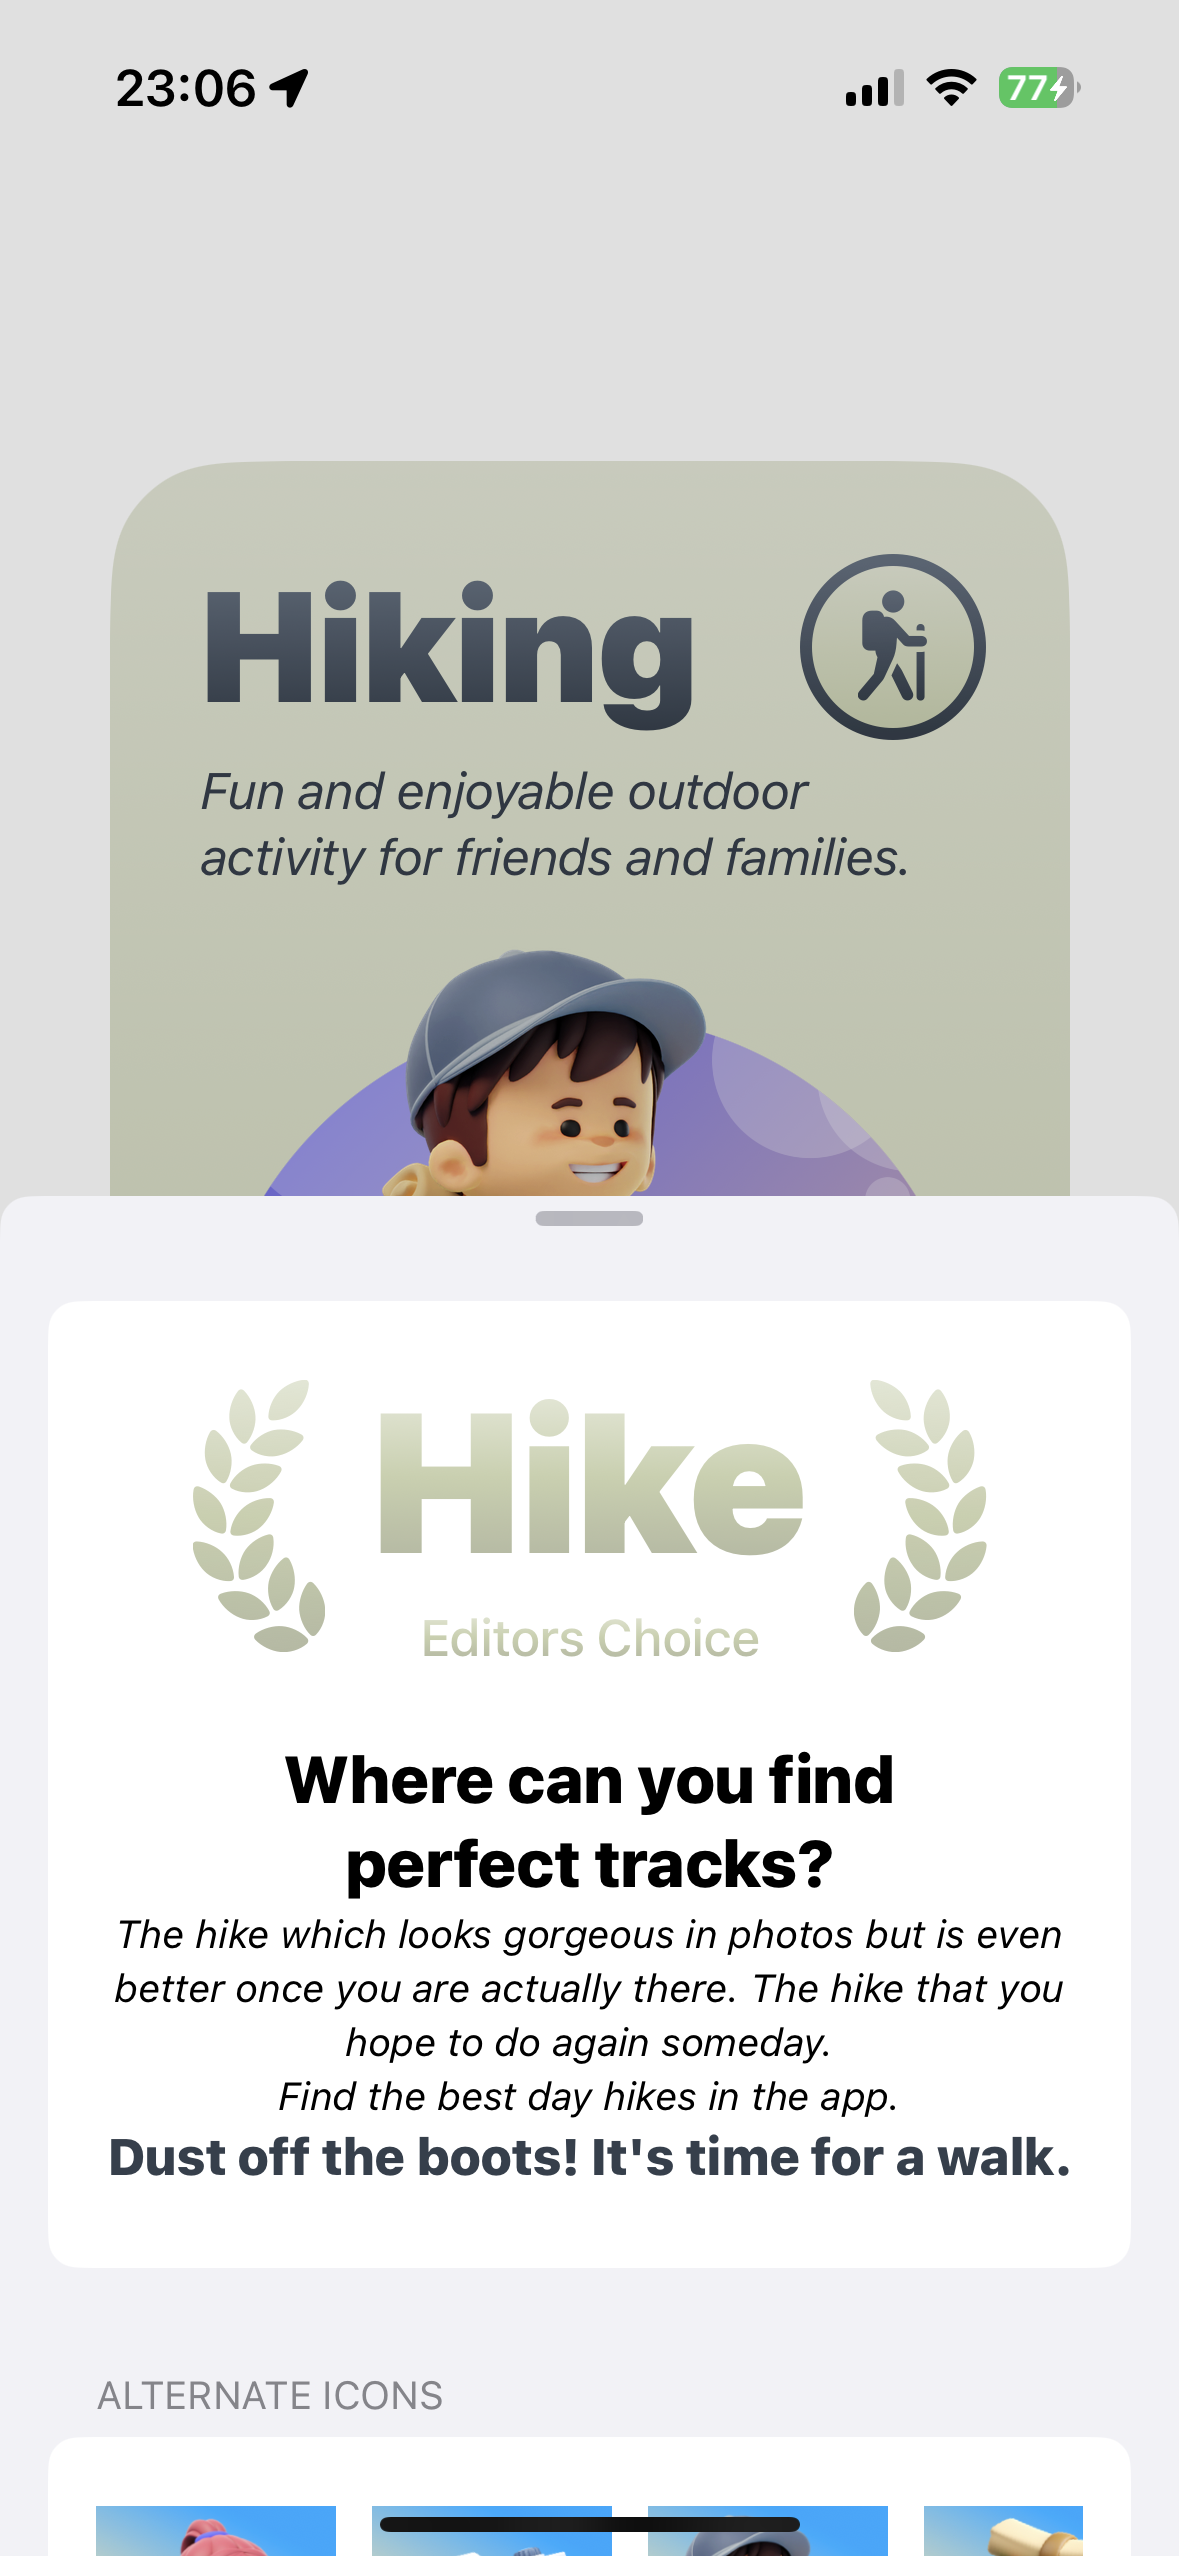 23:06
77
Hiking
Fun and enjoyable outdoor
activity for friends and families.
Hike
Editors Choice
Where can you find
perfect tracks?
The hike which looks gorgeous in photos but is even
better once you are actually there. The hike that you
hope to do again someday.
Find the best day hikes in the app.
Dust off the boots! It's time for a walk.
ALTERNATE ICONS